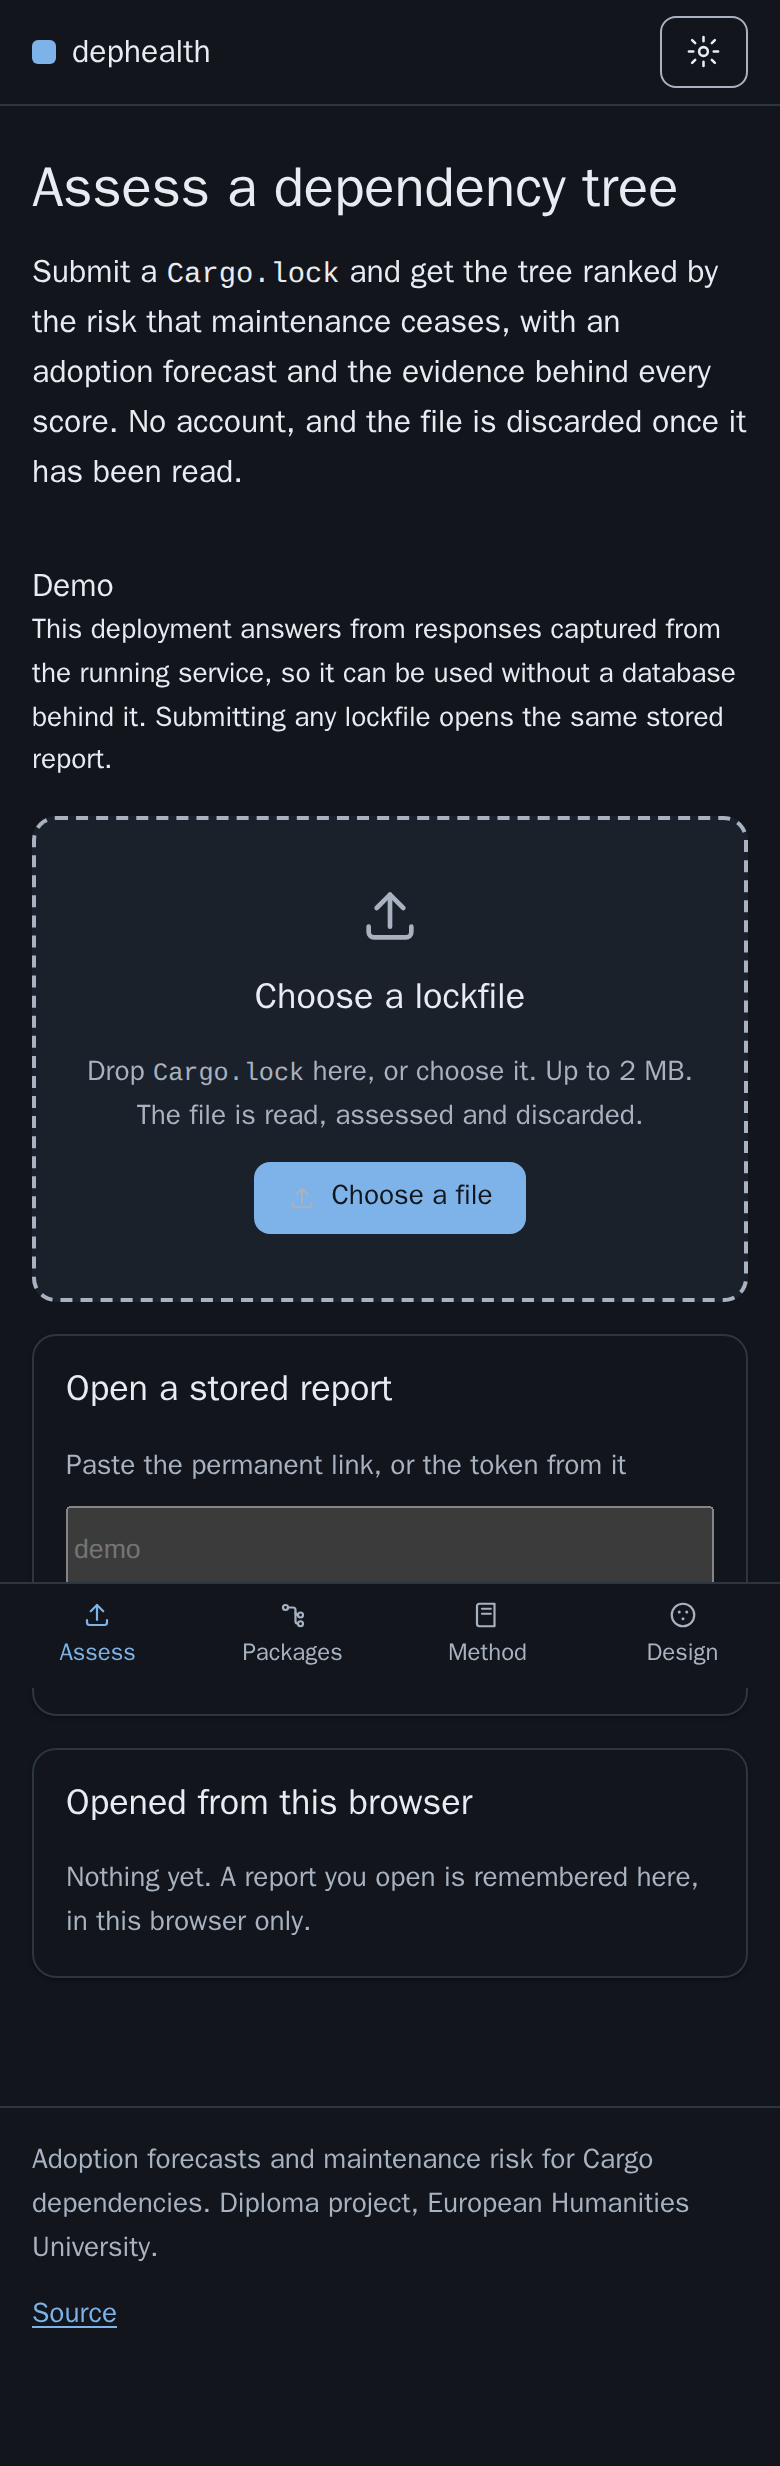 dephealth
Assess a dependency tree
Submit a Cargo.lock and get the tree ranked by
the risk that maintenance ceases, with an
adoption forecast and the evidence behind every
score. No account, and the file is discarded once it
has been read.
Demo
This deployment answers from responses captured from
the running service, so it can be used without a database
behind it. Submitting any lockfile opens the same stored
report.
Choose a lockfile
Drop Cargo.lock here, or choose it. Up to 2 MB.
The file is read, assessed and discarded.
Choose a file
Open a stored report
Paste the permanent link, or the token from it
demo
Assess Packages Method Design
Opened from this browser
Nothing yet. A report you open is remembered here,
in this browser only.
Adoption forecasts and maintenance risk for Cargo
dependencies. Diploma project, European Humanities
University.
Source